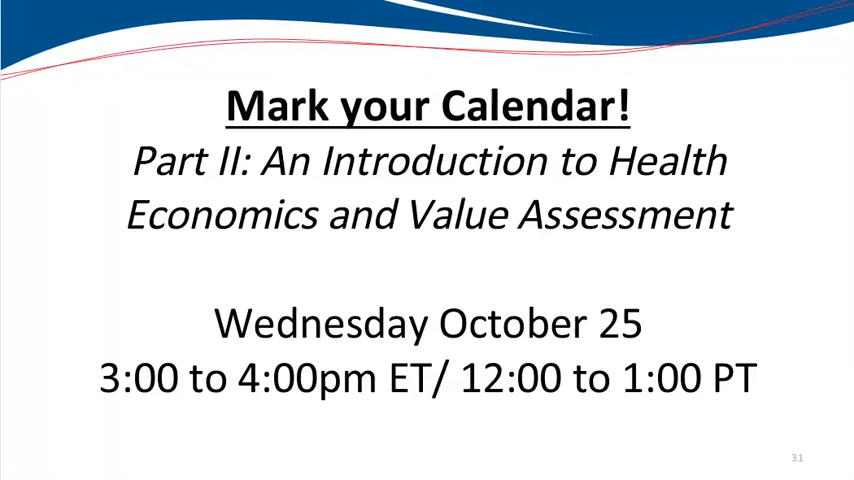 Mark your Calendar!
Part II: An Introduction to Health
Economics and Value Assessment
Wednesday October 25
3:00 to 4:00pm ET/ 12:00 to 1:00 PT
31